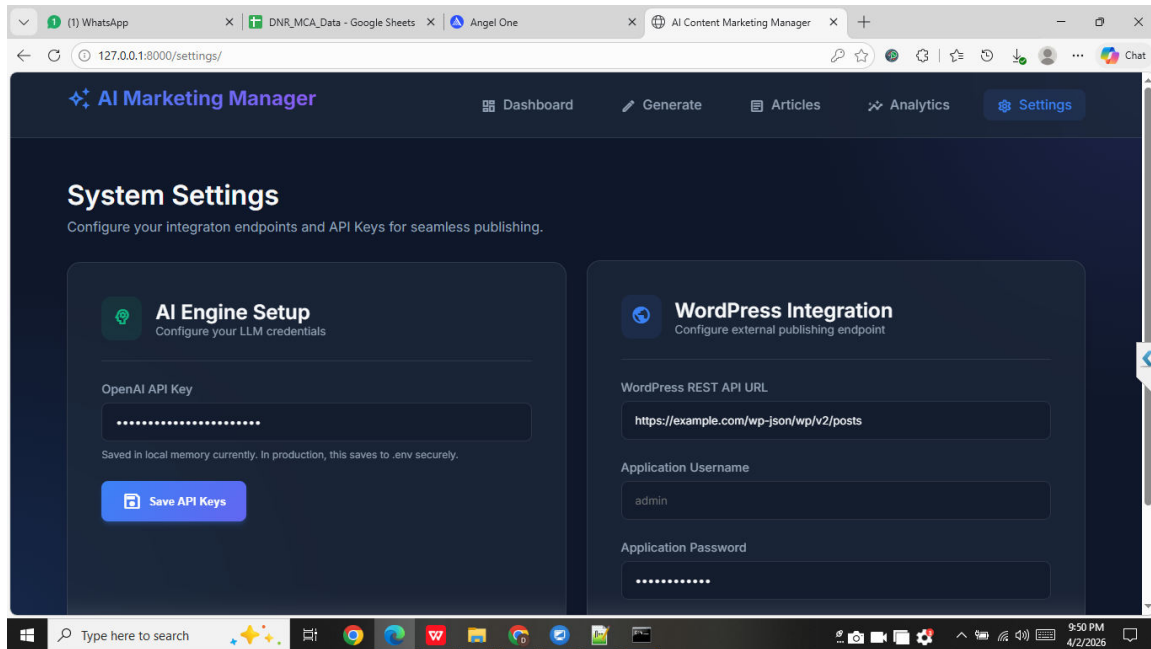 (1) WhatsApp
DNR_MCA_Data - Google Sheets
Angel One
AI Content Marketing Manager
127.0.0.1:8000/settings/
Chat
AI Marketing Manager
Dashboard
Generate
Articles
Analytics
Settings
System Settings
Configure your integraton endpoints and API Keys for seamless publishing.
AI Engine Setup
Configure your LLM credentials
OpenAI API Key
•••••••••••••••••••••••
Saved in local memory currently. In production, this saves to .env securely.
Save API Keys
WordPress Integration
Configure external publishing endpoint
WordPress REST API URL
https://example.com/wp-json/wp/v2/posts
Application Username
admin
Application Password
••••••••••••
Type here to search
9:50 PM
4/2/2026